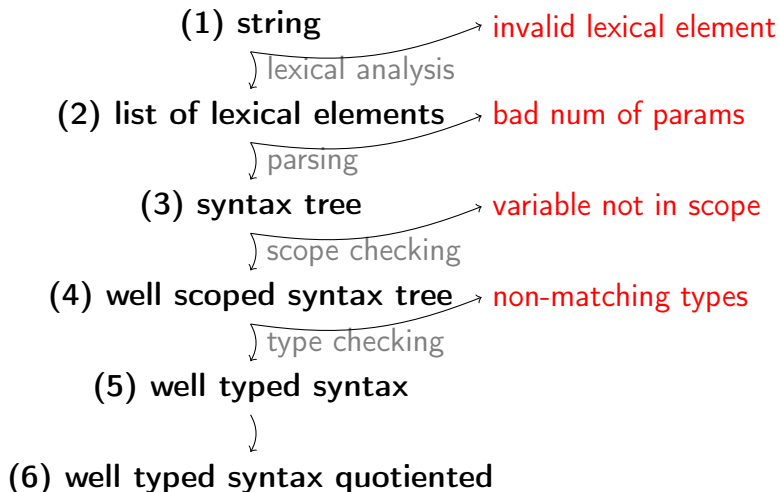 (1) string invalid lexical element
lexical analysis
(2) list of lexical elements bad num of params
parsing
(3) syntax tree variable not in scope
scope checking
(4) well scoped syntax tree non-matching types
type checking
(5) well typed syntax
(6) well typed syntax quotiented